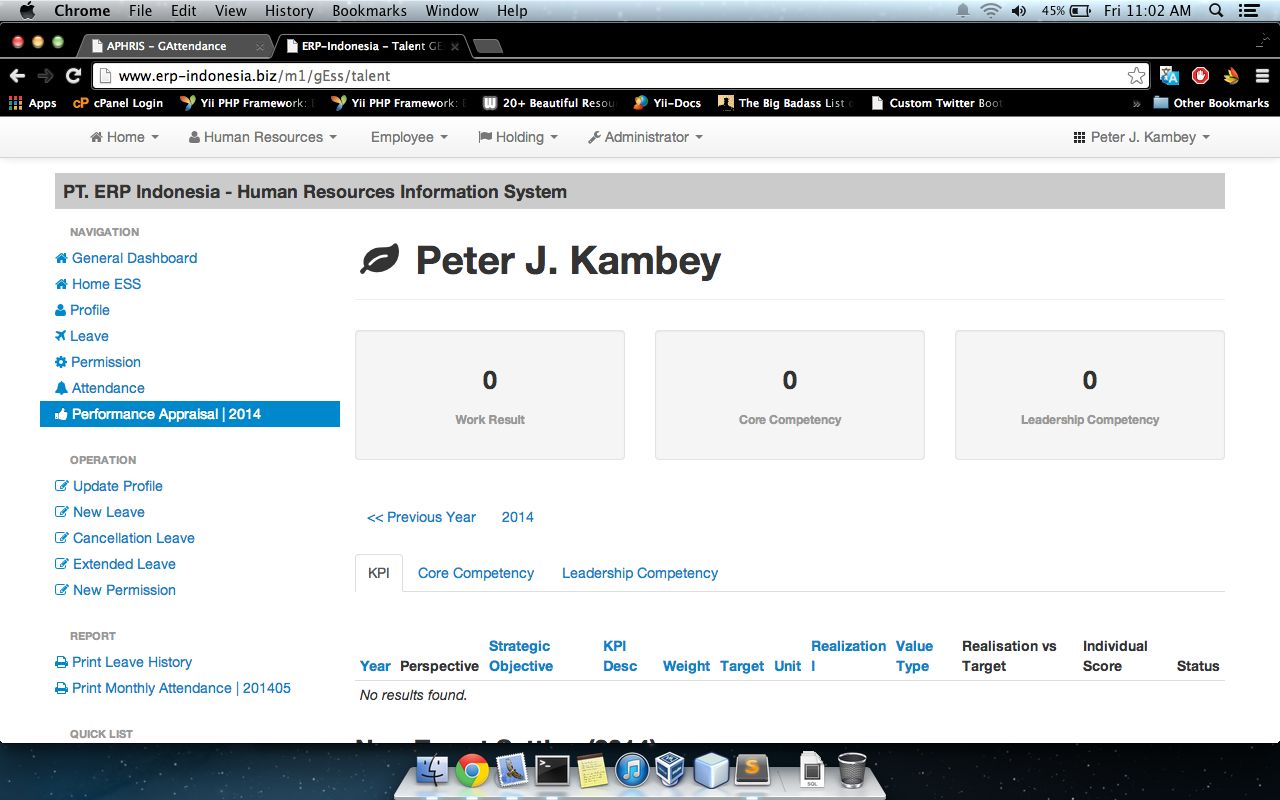 Chrome File Edit View History Bookmarks Window Help 45% Fri 11:02 AM
APHRIS – GAttendance ERP-Indonesia – Talent GE
www.erp-indonesia.biz/m1/gEss/talent
Apps cPanel Login Yii PHP Framework: Yii PHP Framework: 20+ Beautiful Resou Yii-Docs The Big Badass List Custom Twitter Boot » Other Bookmarks
Home Human Resources Employee Holding Administrator Peter J. Kambey
PT. ERP Indonesia - Human Resources Information System
NAVIGATION
General Dashboard
Home ESS
Profile
Leave
Permission
Attendance
Performance Appraisal | 2014
OPERATION
Update Profile
New Leave
Cancellation Leave
Extended Leave
New Permission
REPORT
Print Leave History
Print Monthly Attendance | 201405
QUICK LIST
Peter J. Kambey
0 0 0
Work Result Core Competency Leadership Competency
<< Previous Year 2014
KPI Core Competency Leadership Competency
Strategic KPI Realization Value Realisation vs Individual
Year Perspective Objective Desc Weight Target Unit I Type Target Score Status
No results found.